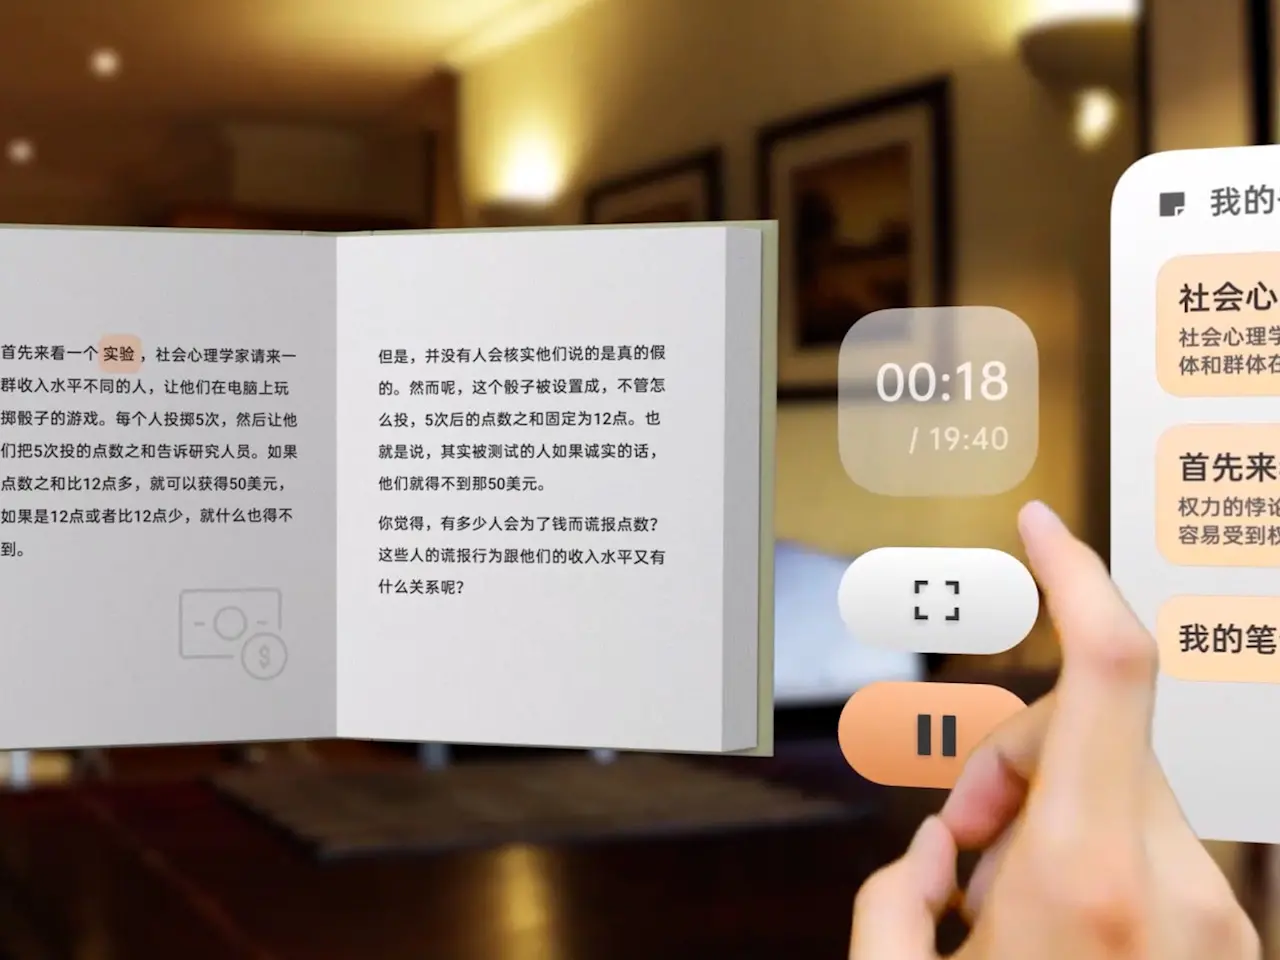 首先来看一个 实验 ，社会心理学家请来一
群收入水平不同的人，让他们在电脑上玩
掷骰子的游戏。每个人投掷5次，然后让他
们把5次投的点数之和告诉研究人员。如果
点数之和比12点多，就可以获得50美元，
如果是12点或者比12点少，就什么也得不
到。
$
但是，并没有人会核实他们说的是真的假
的。然而呢，这个骰子被设置成，不管怎
么投，5次后的点数之和固定为12点。也
就是说，其实被测试的人如果诚实的话，
他们就得不到那50美元。
你觉得，有多少人会为了钱而谎报点数？
这些人的谎报行为跟他们的收入水平又有
什么关系呢？
00:18
/ 19:40
我的
社会心
社会心理学
体和群体在
首先来
权力的悖论
容易受到权
我的笔